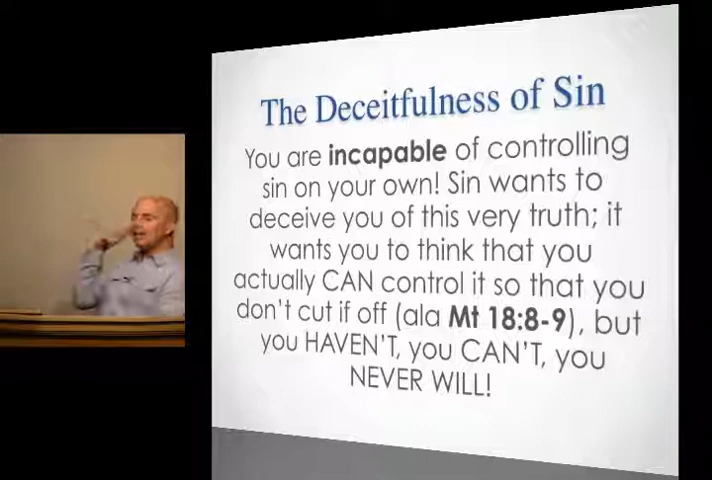 The Deceitfulness of Sin
You are incapable of controlling
sin on your own! Sin wants to
deceive you of this very truth; it
wants you to think that you
actually CAN control it so that you
don't cut if off (ala Mt 18:8-9), but
you HAVEN'T, you CAN'T, you
NEVER WILL!